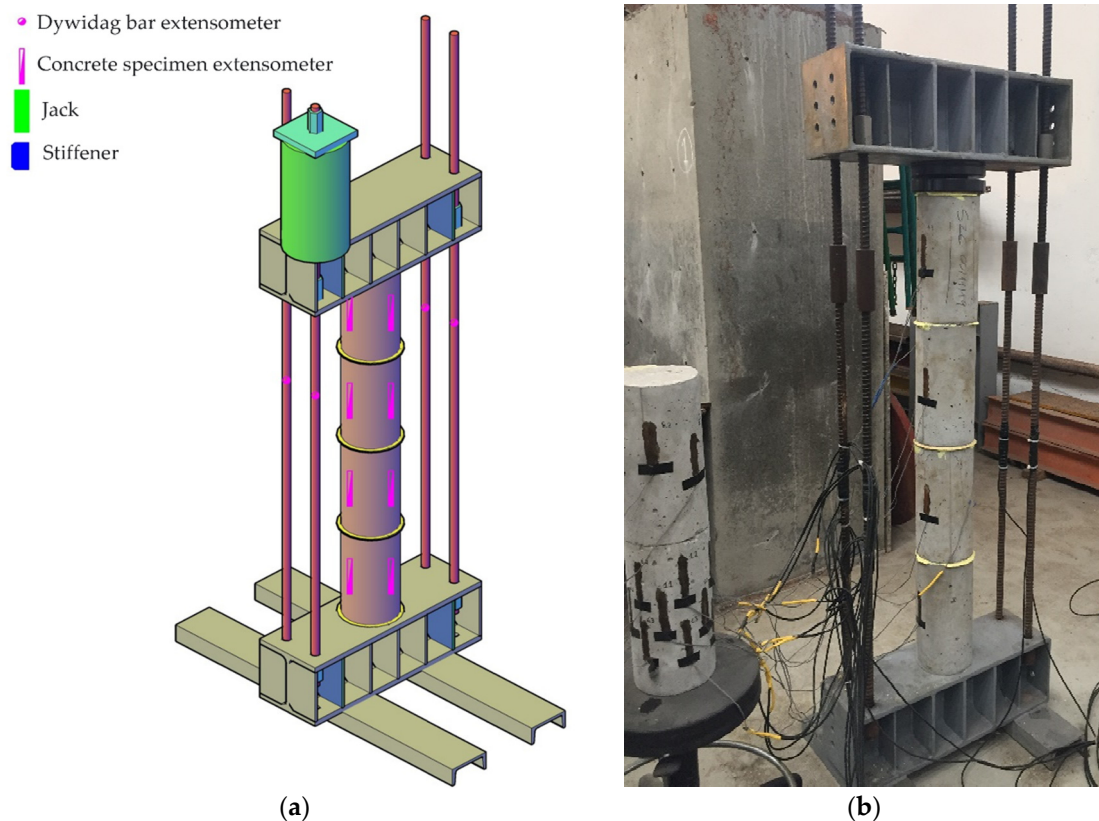 Dywidag bar extensometer
Concrete specimen extensometer
Jack
Stiffener
(a)
(b)